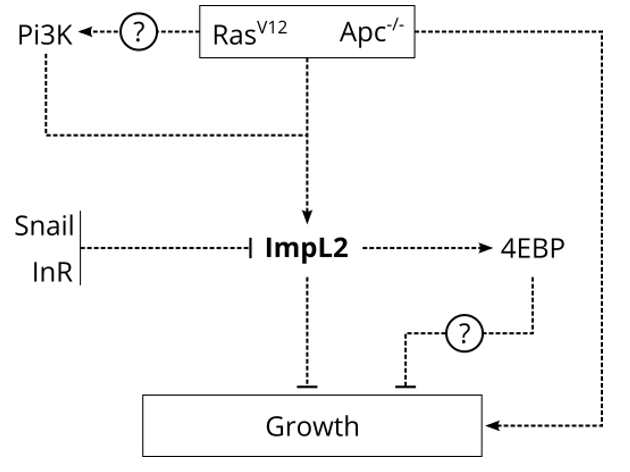 Pi3K ? Ras^V12 Apc^-/-
Snail
InR
ImpL2
4EBP
?
Growth